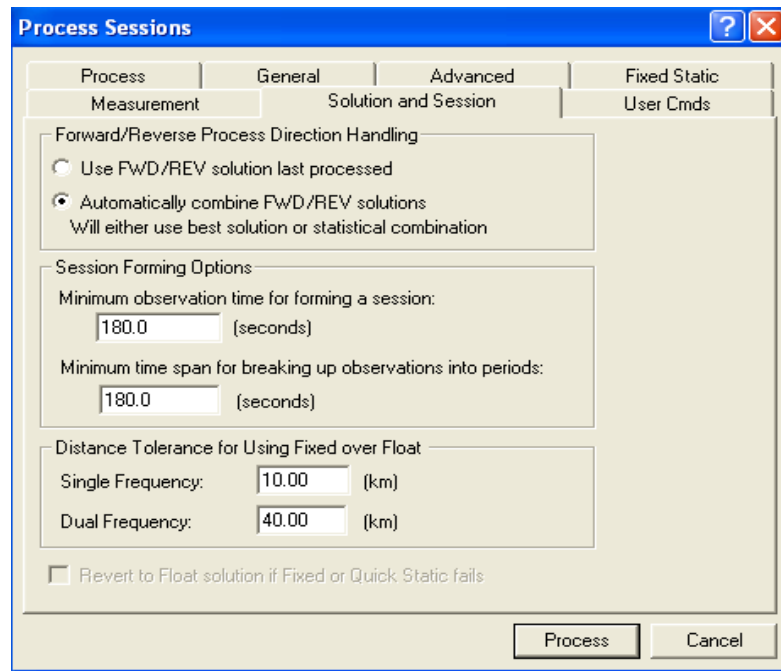 Process Sessions
Process General Advanced Fixed Static
Measurement Solution and Session User Cmds
Forward/Reverse Process Direction Handling
Use FWD/REV solution last processed
Automatically combine FWD/REV solutions
Will either use best solution or statistical combination
Session Forming Options
Minimum observation time for forming a session:
180.0 (seconds)
Minimum time span for breaking up observations into periods:
180.0 (seconds)
Distance Tolerance for Using Fixed over Float
Single Frequency: 10.00 (km)
Dual Frequency: 40.00 (km)
Revert to Float solution if Fixed or Quick Static fails
Process Cancel